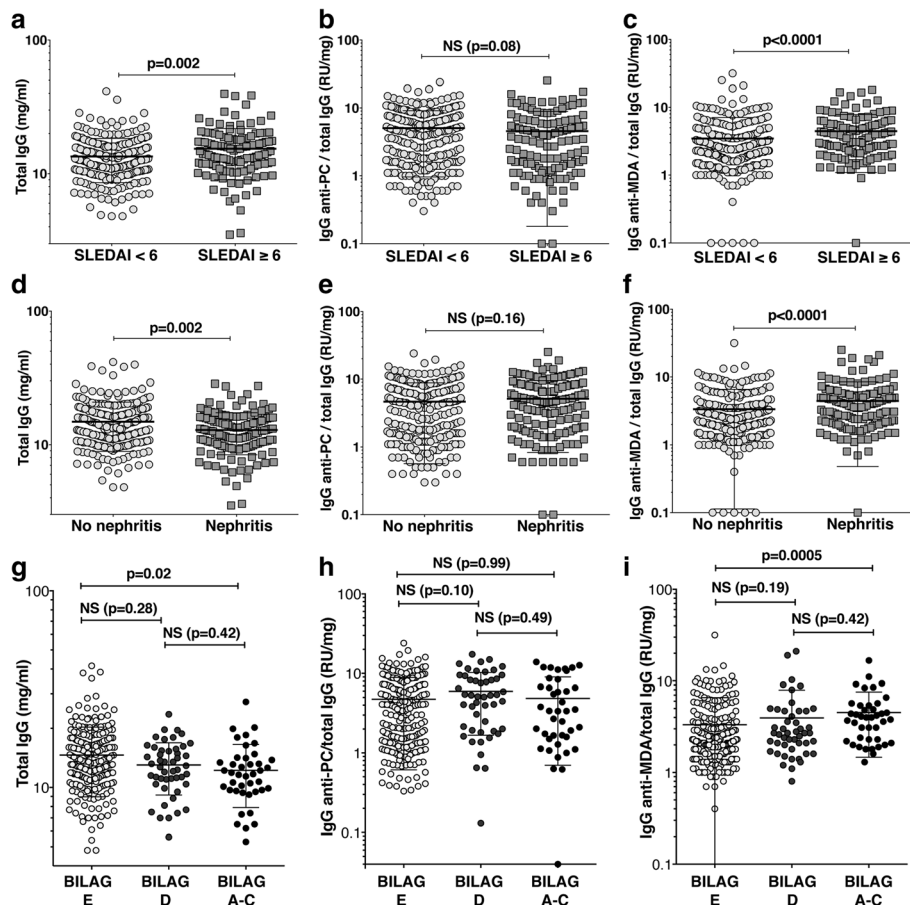 a
Total IgG (mg/ml)
100
10
p=0.002
SLEDAI < 6
SLEDAI ≥ 6
b
IgG anti-PC / total IgG (RU/mg)
100
10
1
0.1
NS (p=0.08)
SLEDAI < 6
SLEDAI ≥ 6
c
IgG anti-MDA / total IgG (RU/mg)
100
10
1
0.1
p<0.0001
SLEDAI < 6
SLEDAI ≥ 6
d
Total IgG (mg/ml)
100
10
p=0.002
No nephritis
Nephritis
e
IgG anti-PC / total IgG (RU/mg)
100
10
1
0.1
NS (p=0.16)
No nephritis
Nephritis
f
IgG anti-MDA / total IgG (RU/mg)
100
10
1
0.1
p<0.0001
No nephritis
Nephritis
g
Total IgG (mg/ml)
100
10
p=0.02
NS (p=0.28)
NS (p=0.42)
BILAG
E
BILAG
D
BILAG
A-C
h
IgG anti-PC/total IgG (RU/mg)
100
10
1
0.1
NS (p=0.99)
NS (p=0.10)
NS (p=0.49)
BILAG
E
BILAG
D
BILAG
A-C
i
IgG anti-MDA/total IgG (RU/mg)
100
10
1
0.1
p=0.0005
NS (p=0.19)
NS (p=0.42)
BILAG
E
BILAG
D
BILAG
A-C